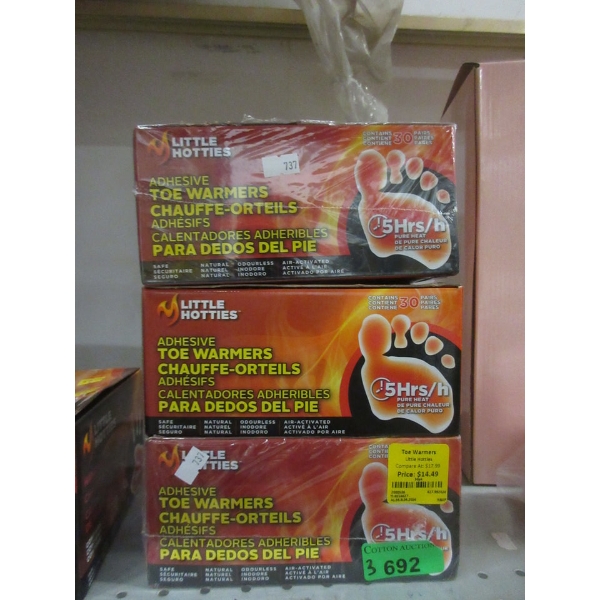 LITTLE
HOTTIES
737
CONTAINS
CONTIENT
CONTIENE
30
PAIRS
PAIRES
PARES
ADHESIVE
TOE WARMERS
CHAUFFE-ORTEILS
ADHÉSIFS
CALENTADORES ADHERIBLES
PARA DEDOS DEL PIE
5Hrs/h
PURE HEAT
DE PURE CHALEUR
DE CALOR PURO
SAFE NATURAL ODOURLESS AIR-ACTIVATED
SÉCURITAIRE NATUREL INODORE ACTIVÉ À L'AIR
SEGURO NATURAL INODORO ACTIVADO POR AIRE
LITTLE
HOTTIES
CONTAINS
CONTIENT
CONTIENE
30
PAIRS
PAIRES
PARES
ADHESIVE
TOE WARMERS
CHAUFFE-ORTEILS
ADHÉSIFS
CALENTADORES ADHERIBLES
PARA DEDOS DEL PIE
5Hrs/h
PURE HEAT
DE PURE CHALEUR
DE CALOR PURO
SAFE NATURAL ODOURLESS AIR-ACTIVATED
SÉCURITAIRE NATUREL INODORE ACTIVÉ À L'AIR
SEGURO NATURAL INODORO ACTIVADO POR AIRE
LITTLE
HOTTIES
737
ADHESIVE
TOE WARMERS
CHAUFFE-ORTEILS
ADHÉSIFS
CALENTADORES ADHERIBLES
PARA DEDOS DEL PIE
Toe Warmers
Little Hotties
Price: $14.49
5Hrs/h
COTTON AUCTION
3 692
SAFE NATURAL ODOURLESS AIR-ACTIVATED
SÉCURITAIRE NATUREL INODORE ACTIVÉ À L'AIR
SEGURO NATURAL INODORO ACTIVADO POR AIRE